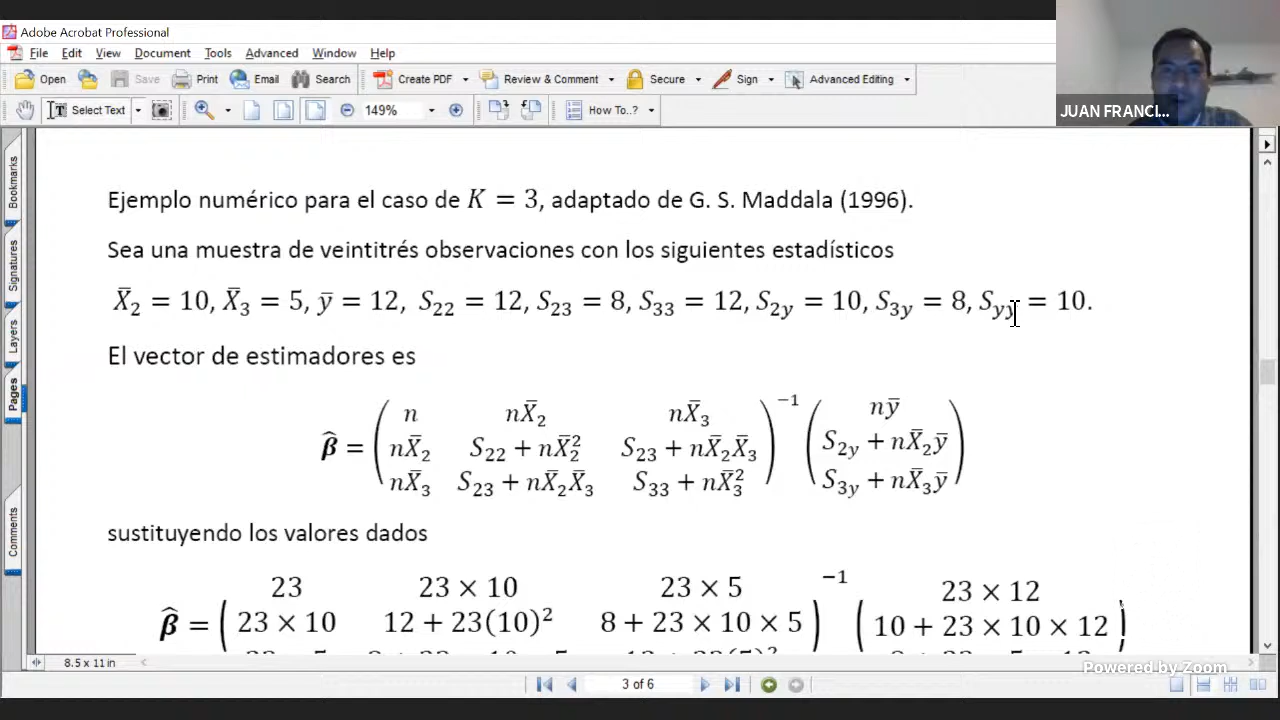 Adobe Acrobat Professional
File Edit View Document Tools Advanced Window Help
Open Save Print Email Search Create PDF Review & Comment Secure Sign Advanced Editing
Select Text 149% How To..?
JUAN FRANCI...
Bookmarks
Signatures
Layers
Pages
Comments
Ejemplo numérico para el caso de K = 3, adaptado de G. S. Maddala (1996).
Sea una muestra de veintitrés observaciones con los siguientes estadísticos
X̄₂ = 10, X̄₃ = 5, ȳ = 12, S₂₂ = 12, S₂₃ = 8, S₃₃ = 12, S₂y = 10, S₃y = 8, Syy = 10.
El vector de estimadores es
β̂ = ( n nX̄₂ nX̄₃ )⁻¹ ( nȳ )
nX̄₂ S₂₂ + nX̄₂² S₂₃ + nX̄₂X̄₃ S₂y + nX̄₂ȳ
nX̄₃ S₂₃ + nX̄₂X̄₃ S₃₃ + nX̄₃² S₃y + nX̄₃ȳ
sustituyendo los valores dados
23 23 × 10 23 × 5 −1 23 × 12
β̂ = ( 23 × 10 12 + 23(10)² 8 + 23 × 10 × 5 ) ( 10 + 23 × 10 × 12 )
8.5 x 11 in
3 of 6
Powered by Zoom